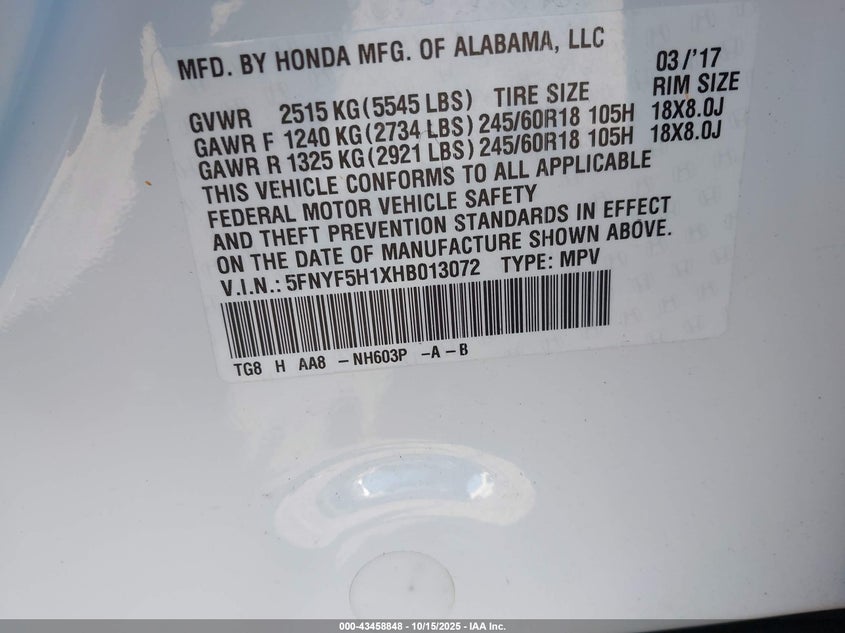 MFD. BY HONDA MFG. OF ALABAMA, LLC 03/'17
GVWR 2515 KG(5545 LBS) TIRE SIZE RIM SIZE
GAWR F 1240 KG(2734 LBS)245/60R18 105H 18X8.0J
GAWR R 1325 KG(2921 LBS)245/60R18 105H 18X8.0J
THIS VEHICLE CONFORMS TO ALL APPLICABLE
FEDERAL MOTOR VEHICLE SAFETY
AND THEFT PREVENTION STANDARDS IN EFFECT
ON THE DATE OF MANUFACTURE SHOWN ABOVE.
V.I.N.: 5FNYF5H1XHB013072 TYPE: MPV
TG8 H AA8 -NH603P -A-B
000-43458848 - 10/15/2025 - IAA Inc.